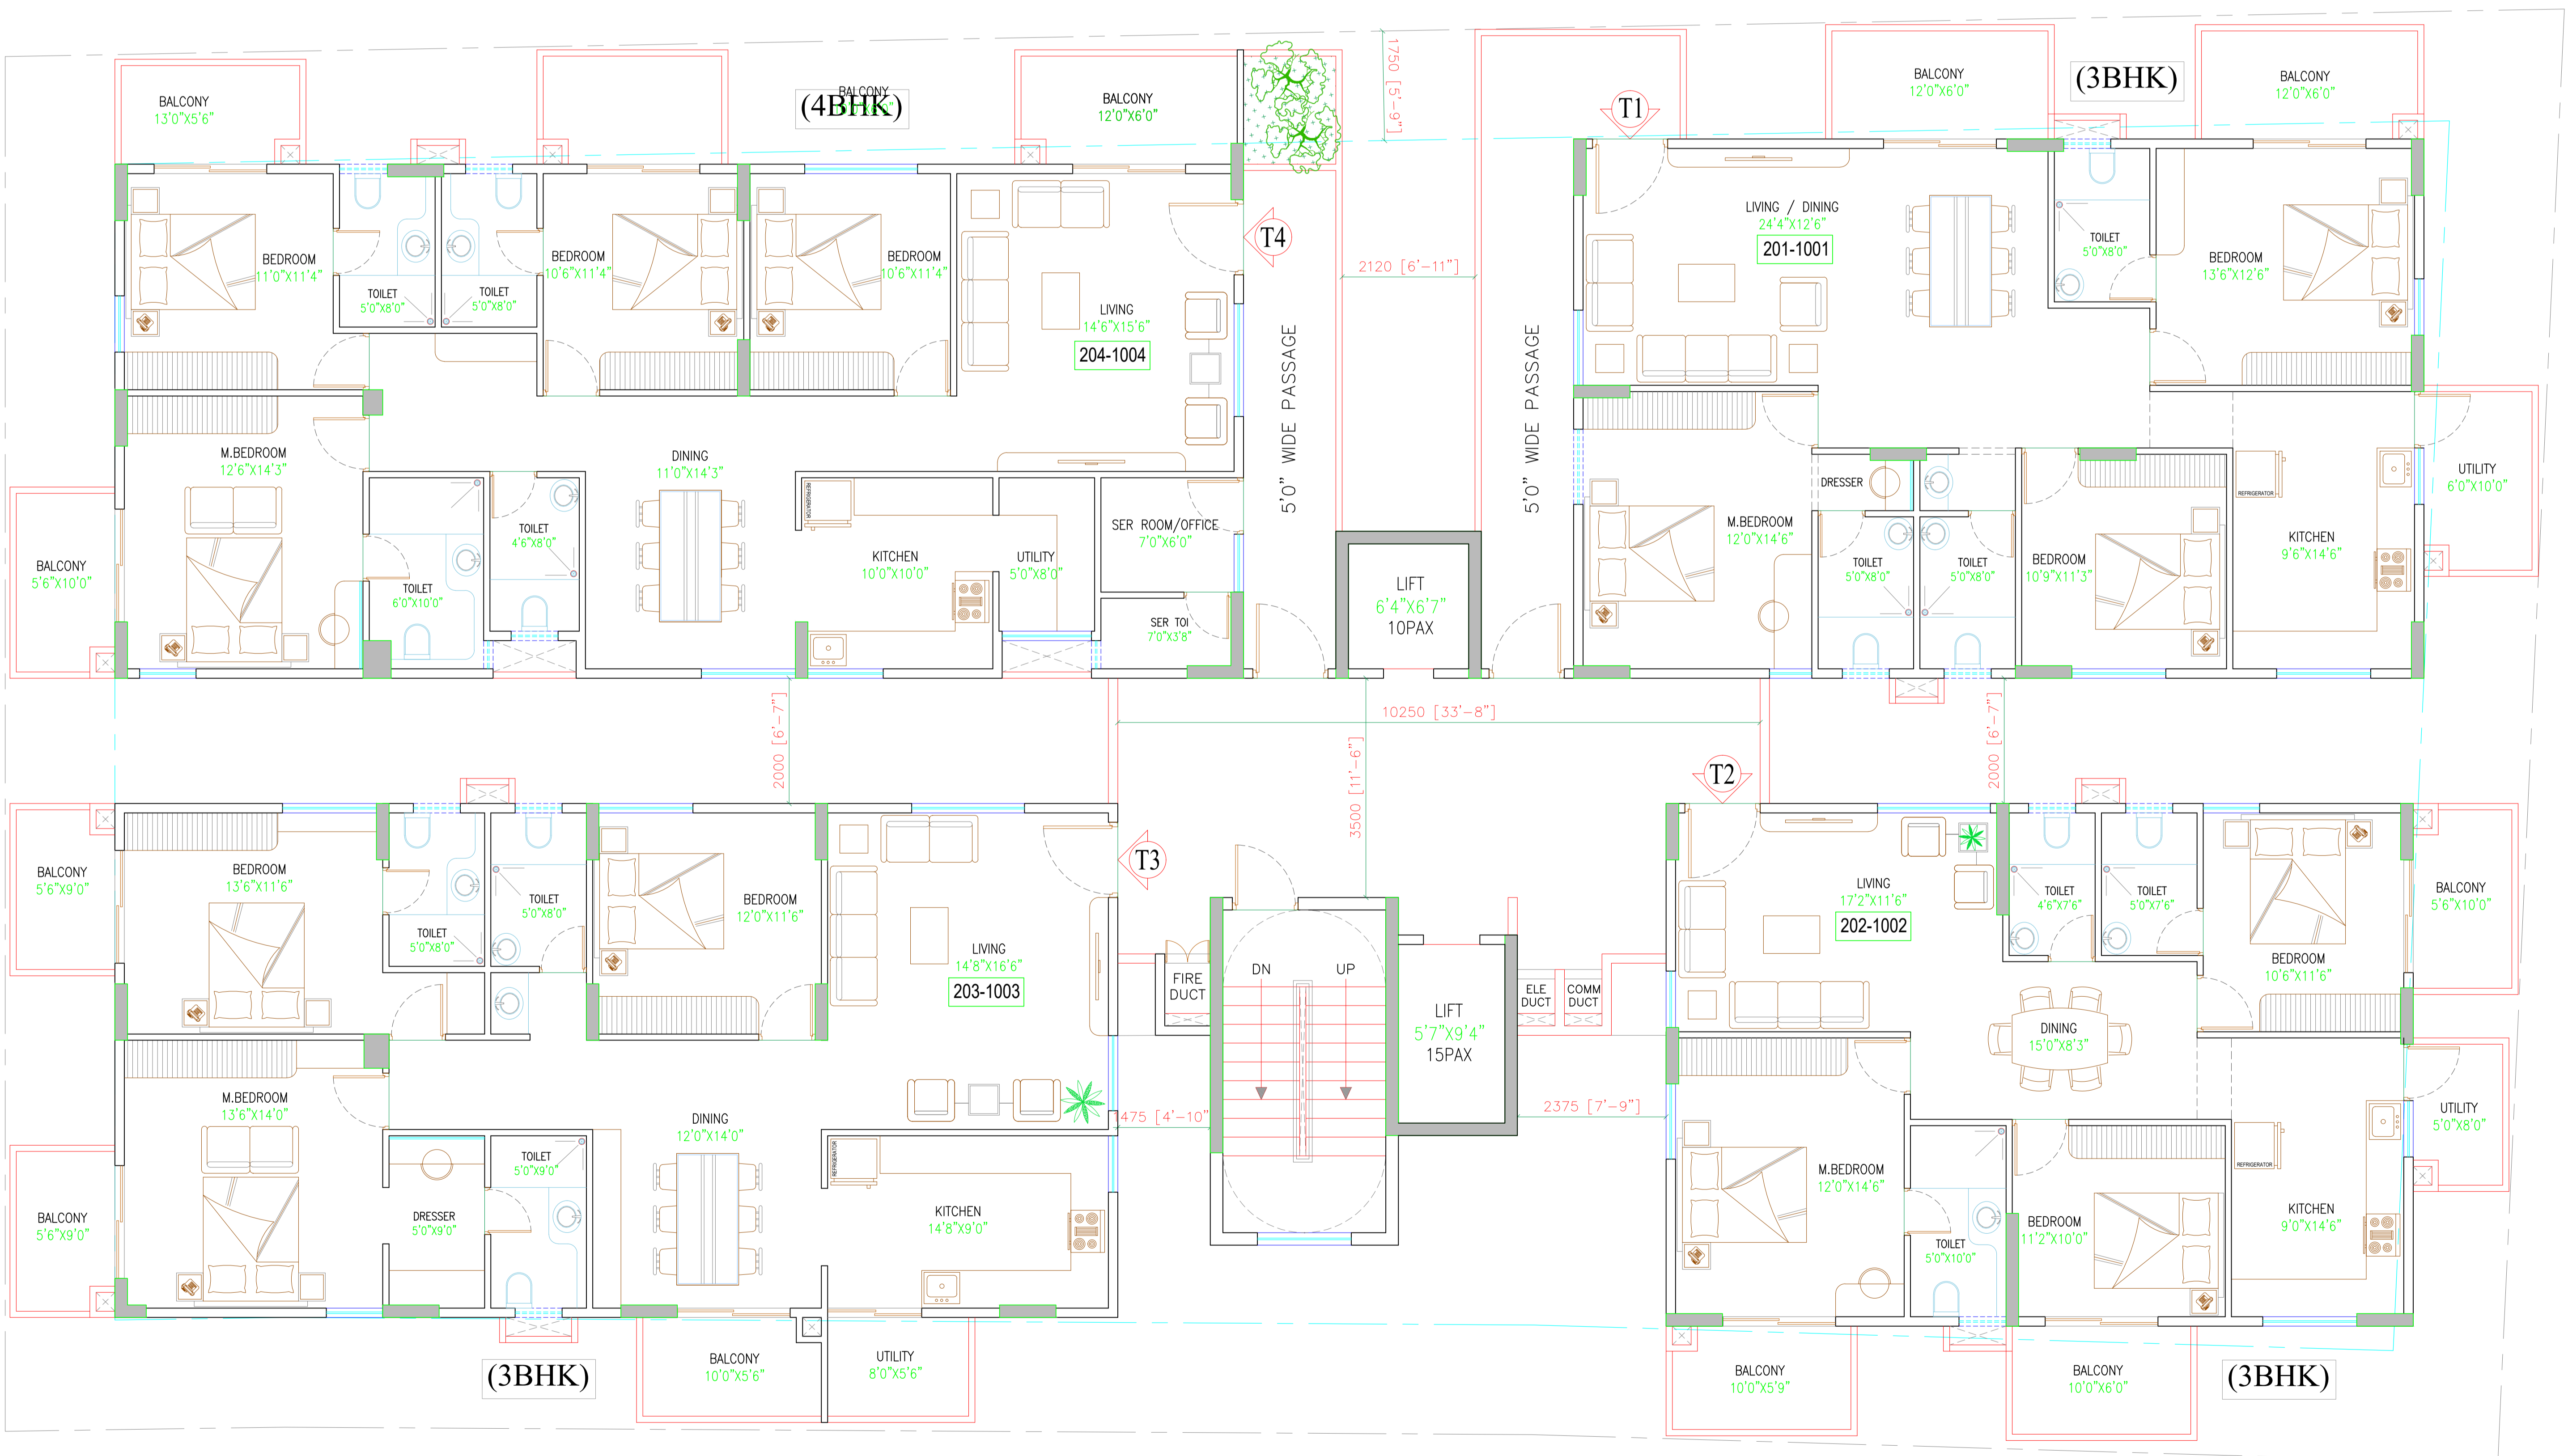 BALCONY
13'0"X5'6"
(4BHK)
BALCONY
BALCONY
12'0"X6'0"
1750 [5'-9"]
T1
BALCONY
12'0"X6'0"
(3BHK)
BALCONY
12'0"X6'0"
BEDROOM
11'0"X11'4"
TOILET
5'0"X8'0"
TOILET
5'0"X8'0"
BEDROOM
10'6"X11'4"
BEDROOM
10'6"X11'4"
LIVING
14'6"X15'6"
204-1004
T4
5'0" WIDE PASSAGE
2120 [6'-11"]
5'0" WIDE PASSAGE
LIVING / DINING
24'4"X12'6"
201-1001
TOILET
5'0"X8'0"
BEDROOM
13'6"X12'6"
M.BEDROOM
12'6"X14'3"
BALCONY
5'6"X10'0"
TOILET
6'0"X10'0"
TOILET
4'6"X8'0"
DINING
11'0"X14'3"
REFRIGERATOR
KITCHEN
10'0"X10'0"
UTILITY
5'0"X8'0"
SER ROOM/OFFICE
7'0"X6'0"
SER TOI
7'0"X3'8"
LIFT
6'4"X6'7"
10PAX
M.BEDROOM
12'0"X14'6"
DRESSER
TOILET
5'0"X8'0"
TOILET
5'0"X8'0"
BEDROOM
10'9"X11'3"
REFRIGERATOR
KITCHEN
9'6"X14'6"
UTILITY
6'0"X10'0"
2000 [6'-7"]
10250 [33'-8"]
3500 [11'-6"]
2000 [6'-7"]
BALCONY
5'6"X9'0"
BEDROOM
13'6"X11'6"
TOILET
5'0"X8'0"
TOILET
5'0"X8'0"
BEDROOM
12'0"X11'6"
LIVING
14'8"X16'6"
203-1003
T3
FIRE
DUCT
DN
UP
LIFT
5'7"X9'4"
15PAX
ELE
DUCT
COMM
DUCT
T2
LIVING
17'2"X11'6"
202-1002
TOILET
4'6"X7'6"
TOILET
5'0"X7'6"
BEDROOM
10'6"X11'6"
BALCONY
5'6"X10'0"
DINING
15'0"X8'3"
M.BEDROOM
13'6"X14'0"
BALCONY
5'6"X9'0"
DRESSER
5'0"X9'0"
TOILET
5'0"X9'0"
DINING
12'0"X14'0"
REFRIGERATOR
KITCHEN
14'8"X9'0"
1475 [4'-10"
2375 [7'-9"]
M.BEDROOM
12'0"X14'6"
TOILET
5'0"X10'0"
BEDROOM
11'2"X10'0"
REFRIGERATOR
KITCHEN
9'0"X14'6"
UTILITY
5'0"X8'0"
(3BHK)
BALCONY
10'0"X5'6"
UTILITY
8'0"X5'6"
BALCONY
10'0"X5'9"
BALCONY
10'0"X6'0"
(3BHK)